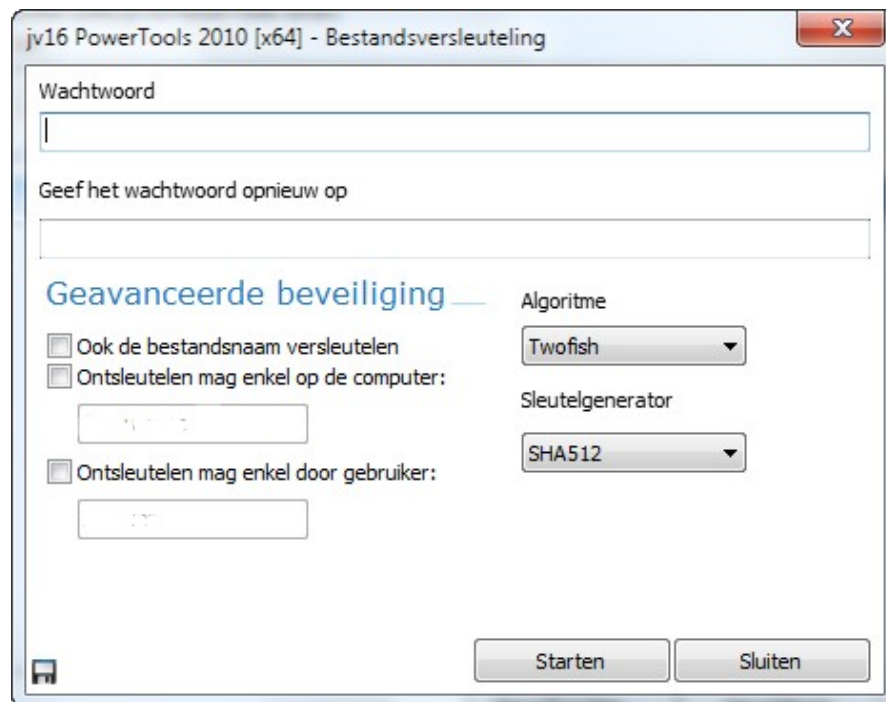 jv16 PowerTools 2010 [x64] - Bestandsversleuteling
Wachtwoord
Geef het wachtwoord opnieuw op
Geavanceerde beveiliging
Ook de bestandsnaam versleutelen
Ontsleutelen mag enkel op de computer:
Ontsleutelen mag enkel door gebruiker:
Algoritme
Twofish
Sleutelgenerator
SHA512
Starten
Sluiten